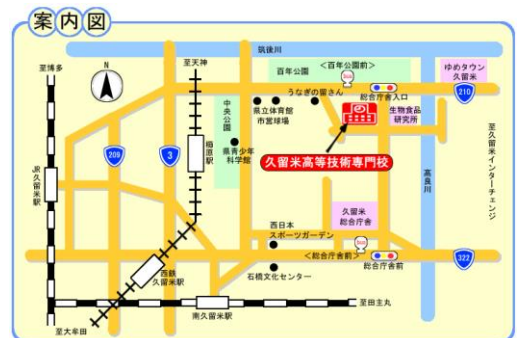 案内図
筑後川
至博多
N
至天神
百年公園
＜百年公園前＞
BUS
ゆめタウン
久留米
210
うなぎの留さん
総合庁舎入口
中央公園
県立体育館
市営球場
生物食品
研究所
櫛原駅
県青少年
科学館
209
3
久留米高等技術専門校
JR久留米駅
高良川
至久留米インターチェンジ
久留米
総合庁舎
西日本
スポーツガーデン
BUS
＜総合庁舎前＞
総合庁舎前
322
西鉄
久留米駅
石橋文化センター
至大牟田
南久留米駅
至田主丸